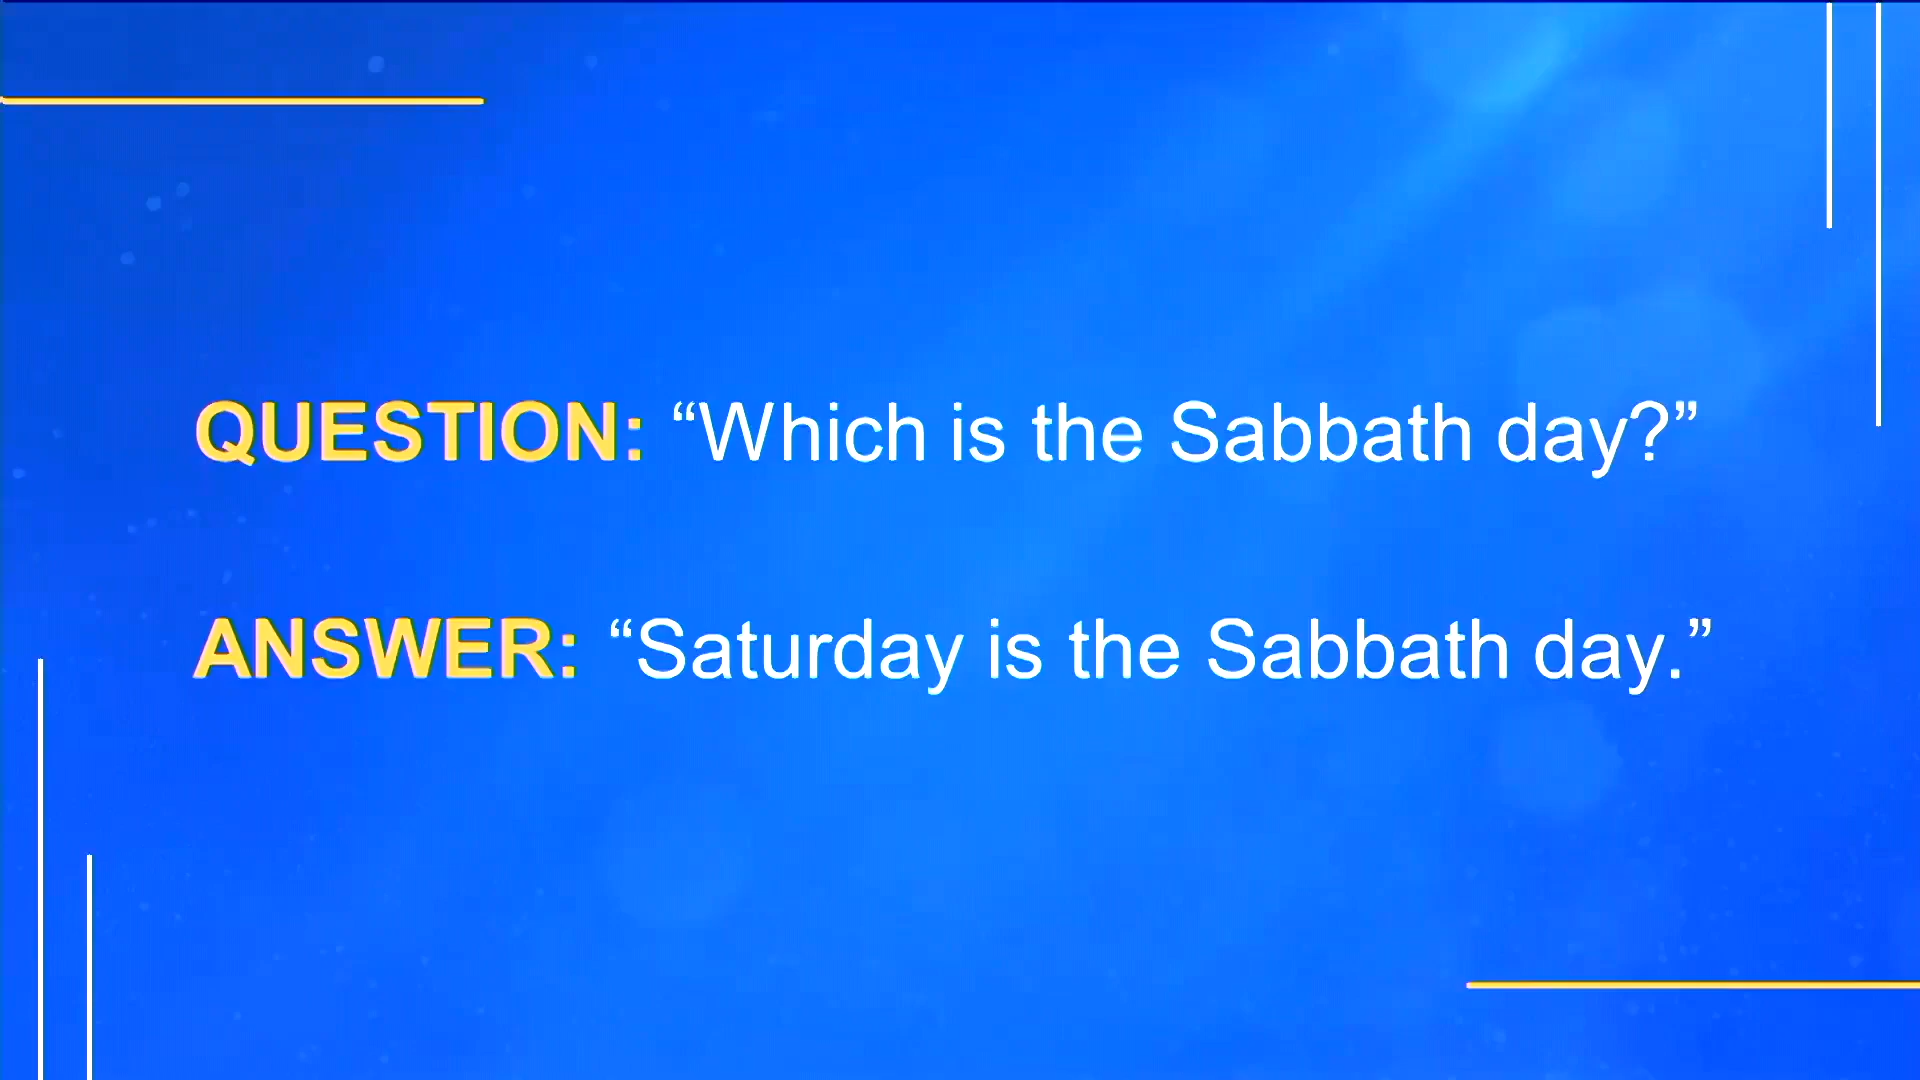 QUESTION: “Which is the Sabbath day?”
ANSWER: “Saturday is the Sabbath day.”